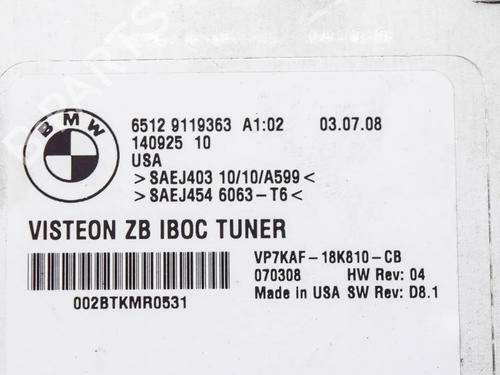 BMW
6512 9119363 A1:02 03.07.08
140925 10
USA
>SAEJ403 10/10/A599<
>SAEJ454 6063-T6<
VISTEON ZB IBOC TUNER
VP7KAF-18K810-CB
070308 HW Rev: 04
Made in USA SW Rev: D8.1
002BTKMR0531
B-PARTS